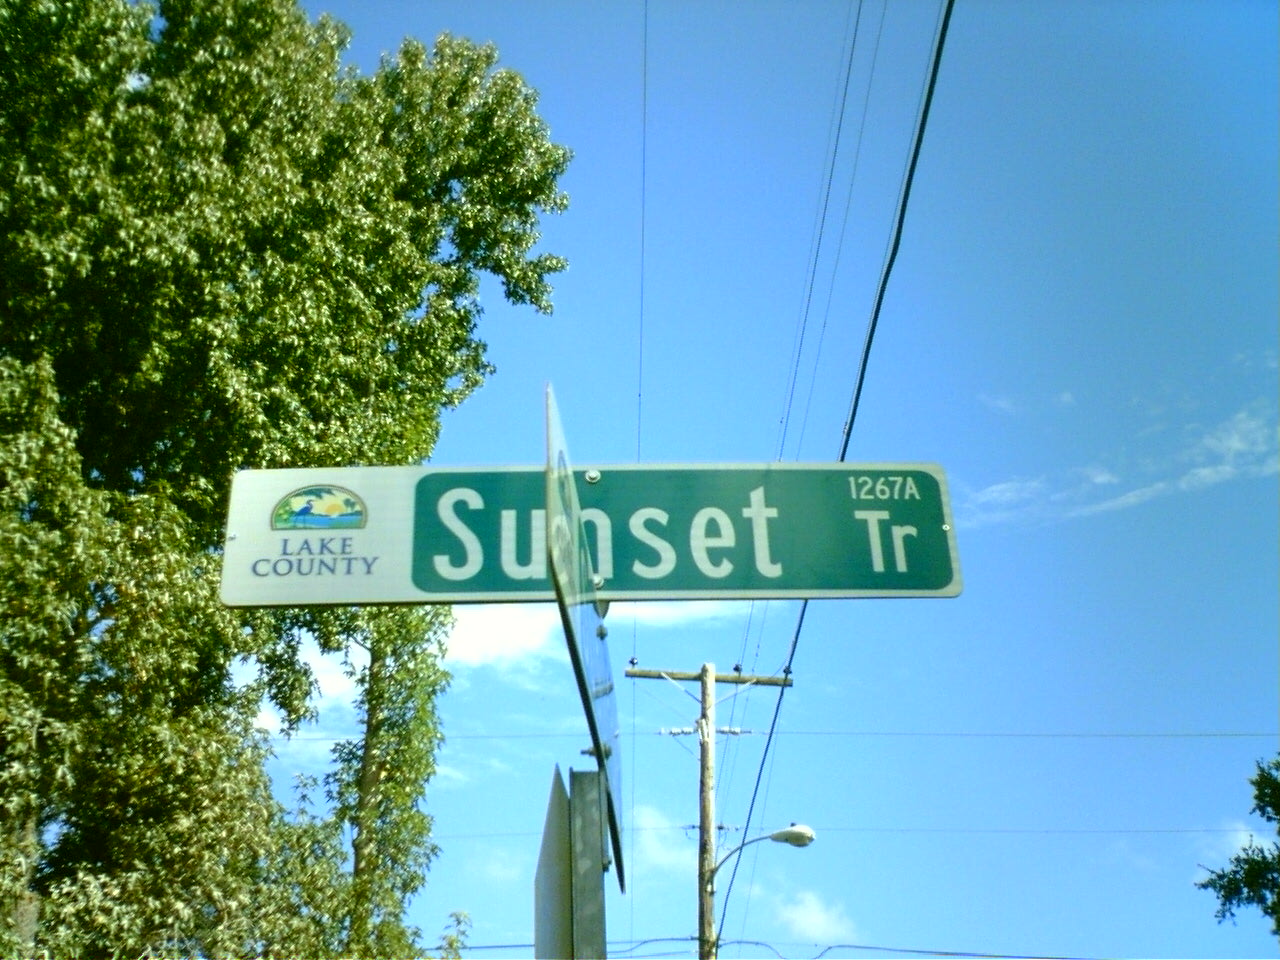 LAKE
COUNTY
Sunset
1267A
Tr